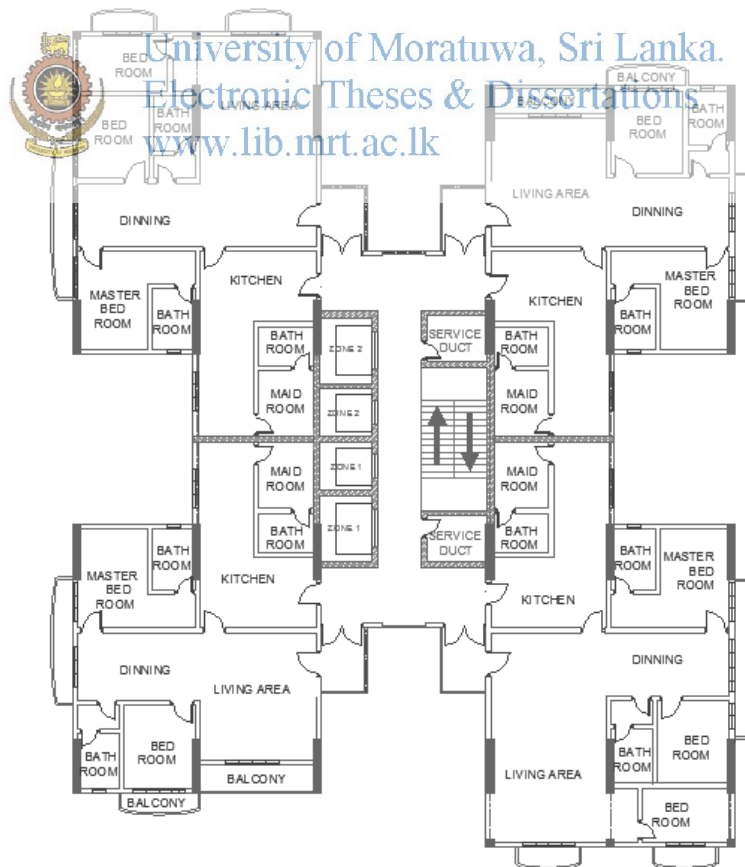 University of Moratuwa, Sri Lanka.
Electronic Theses & Dissertations
www.lib.mrt.ac.lk
BED
ROOM
LIVING AREA
BED
ROOM
BATH
ROOM
DINNING
MASTER
BED
ROOM
BATH
ROOM
KITCHEN
BATH
ROOM
MAID
ROOM
BALCONY
BALCONY
BED
ROOM
BATH
ROOM
LIVING AREA
DINNING
KITCHEN
MASTER
BED
ROOM
BATH
ROOM
BATH
ROOM
MAID
ROOM
ZONE 2
ZONE 2
ZONE 1
ZONE 1
SERVICE
DUCT
SERVICE
DUCT
MAID
ROOM
BATH
ROOM
KITCHEN
BATH
ROOM
MASTER
BED
ROOM
DINNING
LIVING AREA
BATH
ROOM
BED
ROOM
BALCONY
BALCONY
MAID
ROOM
BATH
ROOM
KITCHEN
BATH
ROOM
MASTER
BED
ROOM
DINNING
LIVING AREA
BATH
ROOM
BED
ROOM
BED
ROOM